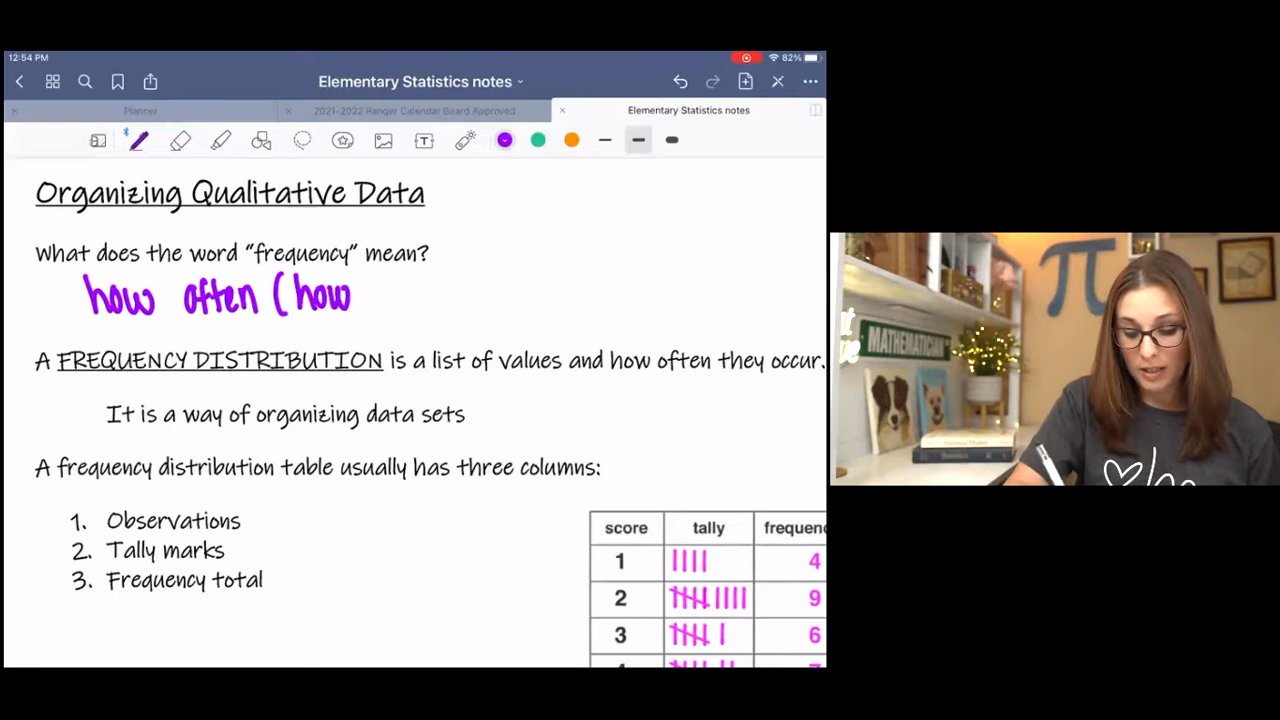 12:54 PM
82%
Elementary Statistics notes
Planner
2021-2022 Ranger Calendar Board Approved
Elementary Statistics notes
T
Organizing Qualitative Data
What does the word "frequency" mean?
how often (how
A FREQUENCY DISTRIBUTION is a list of values and how often they occur.
It is a way of organizing data sets
A frequency distribution table usually has three columns:
1. Observations
2. Tally marks
3. Frequency total
score tally frequenc
1 4
2 9
3 6
MATHEMATICIAN